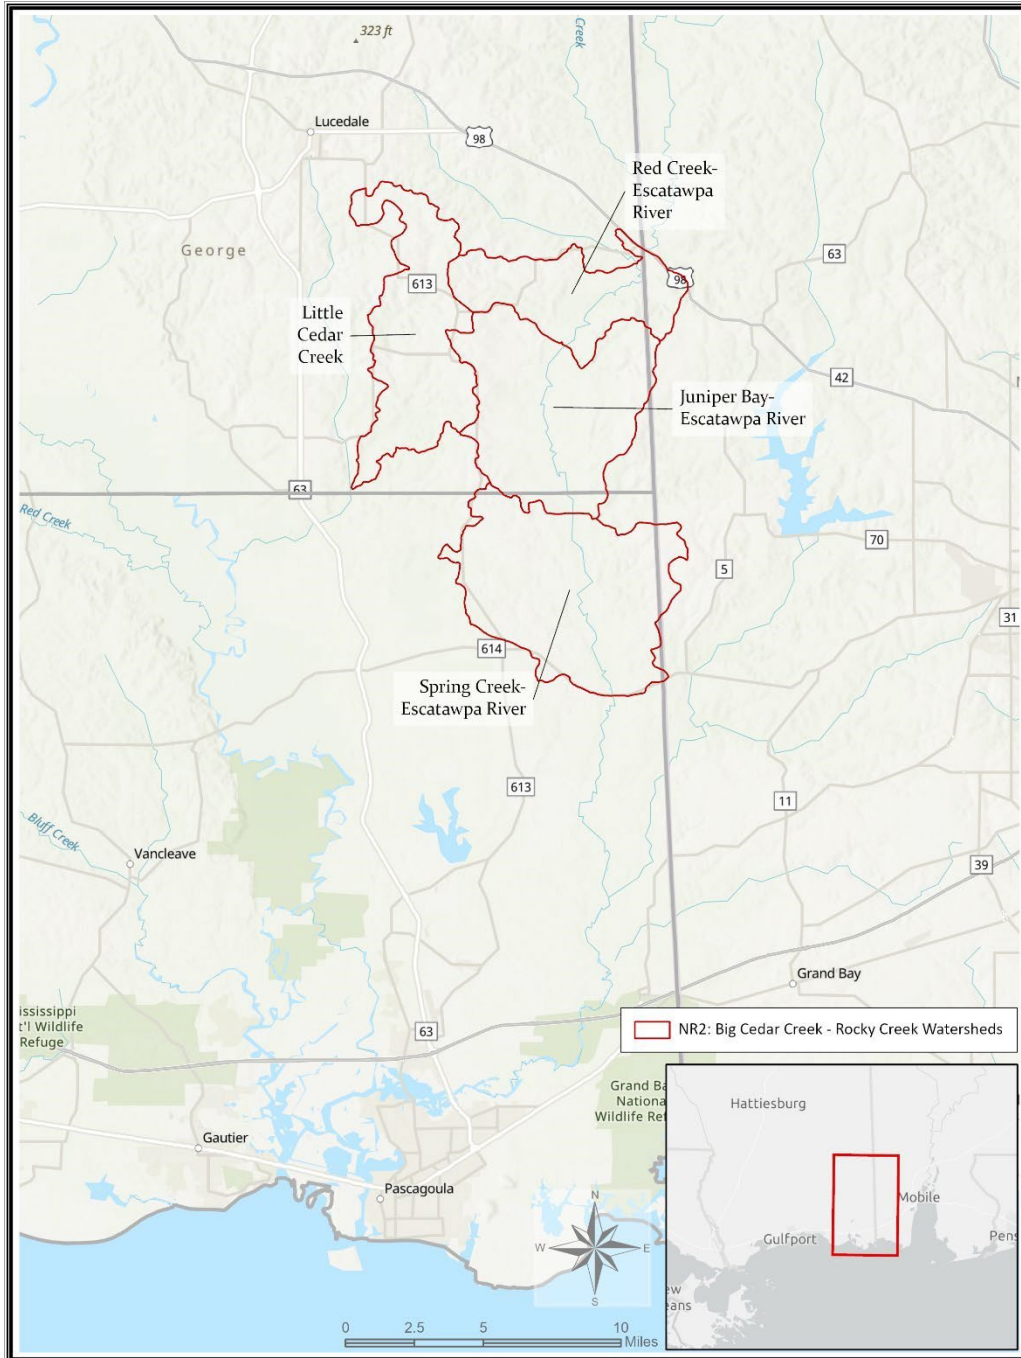 323 ft
Creek
Lucedale
98
Red Creek-
Escatawpa
River
George
63
613
98
Little
Cedar
Creek
42
Juniper Bay-
Escatawpa River
63
Red Creek
70
5
31
614
Spring Creek-
Escatawpa River
613
11
Bluff Creek
Vancleave
39
Grand Bay
ississippi
t'l Wildlife
Refuge
63
NR2: Big Cedar Creek - Rocky Creek Watersheds
Grand Ba
Nationa
Wildlife Ref
Hattiesburg
Gautier
Pascagoula
Mobile
N
W
E
S
Gulfport
Pens
ew
eans
0
2.5
5
10
Miles